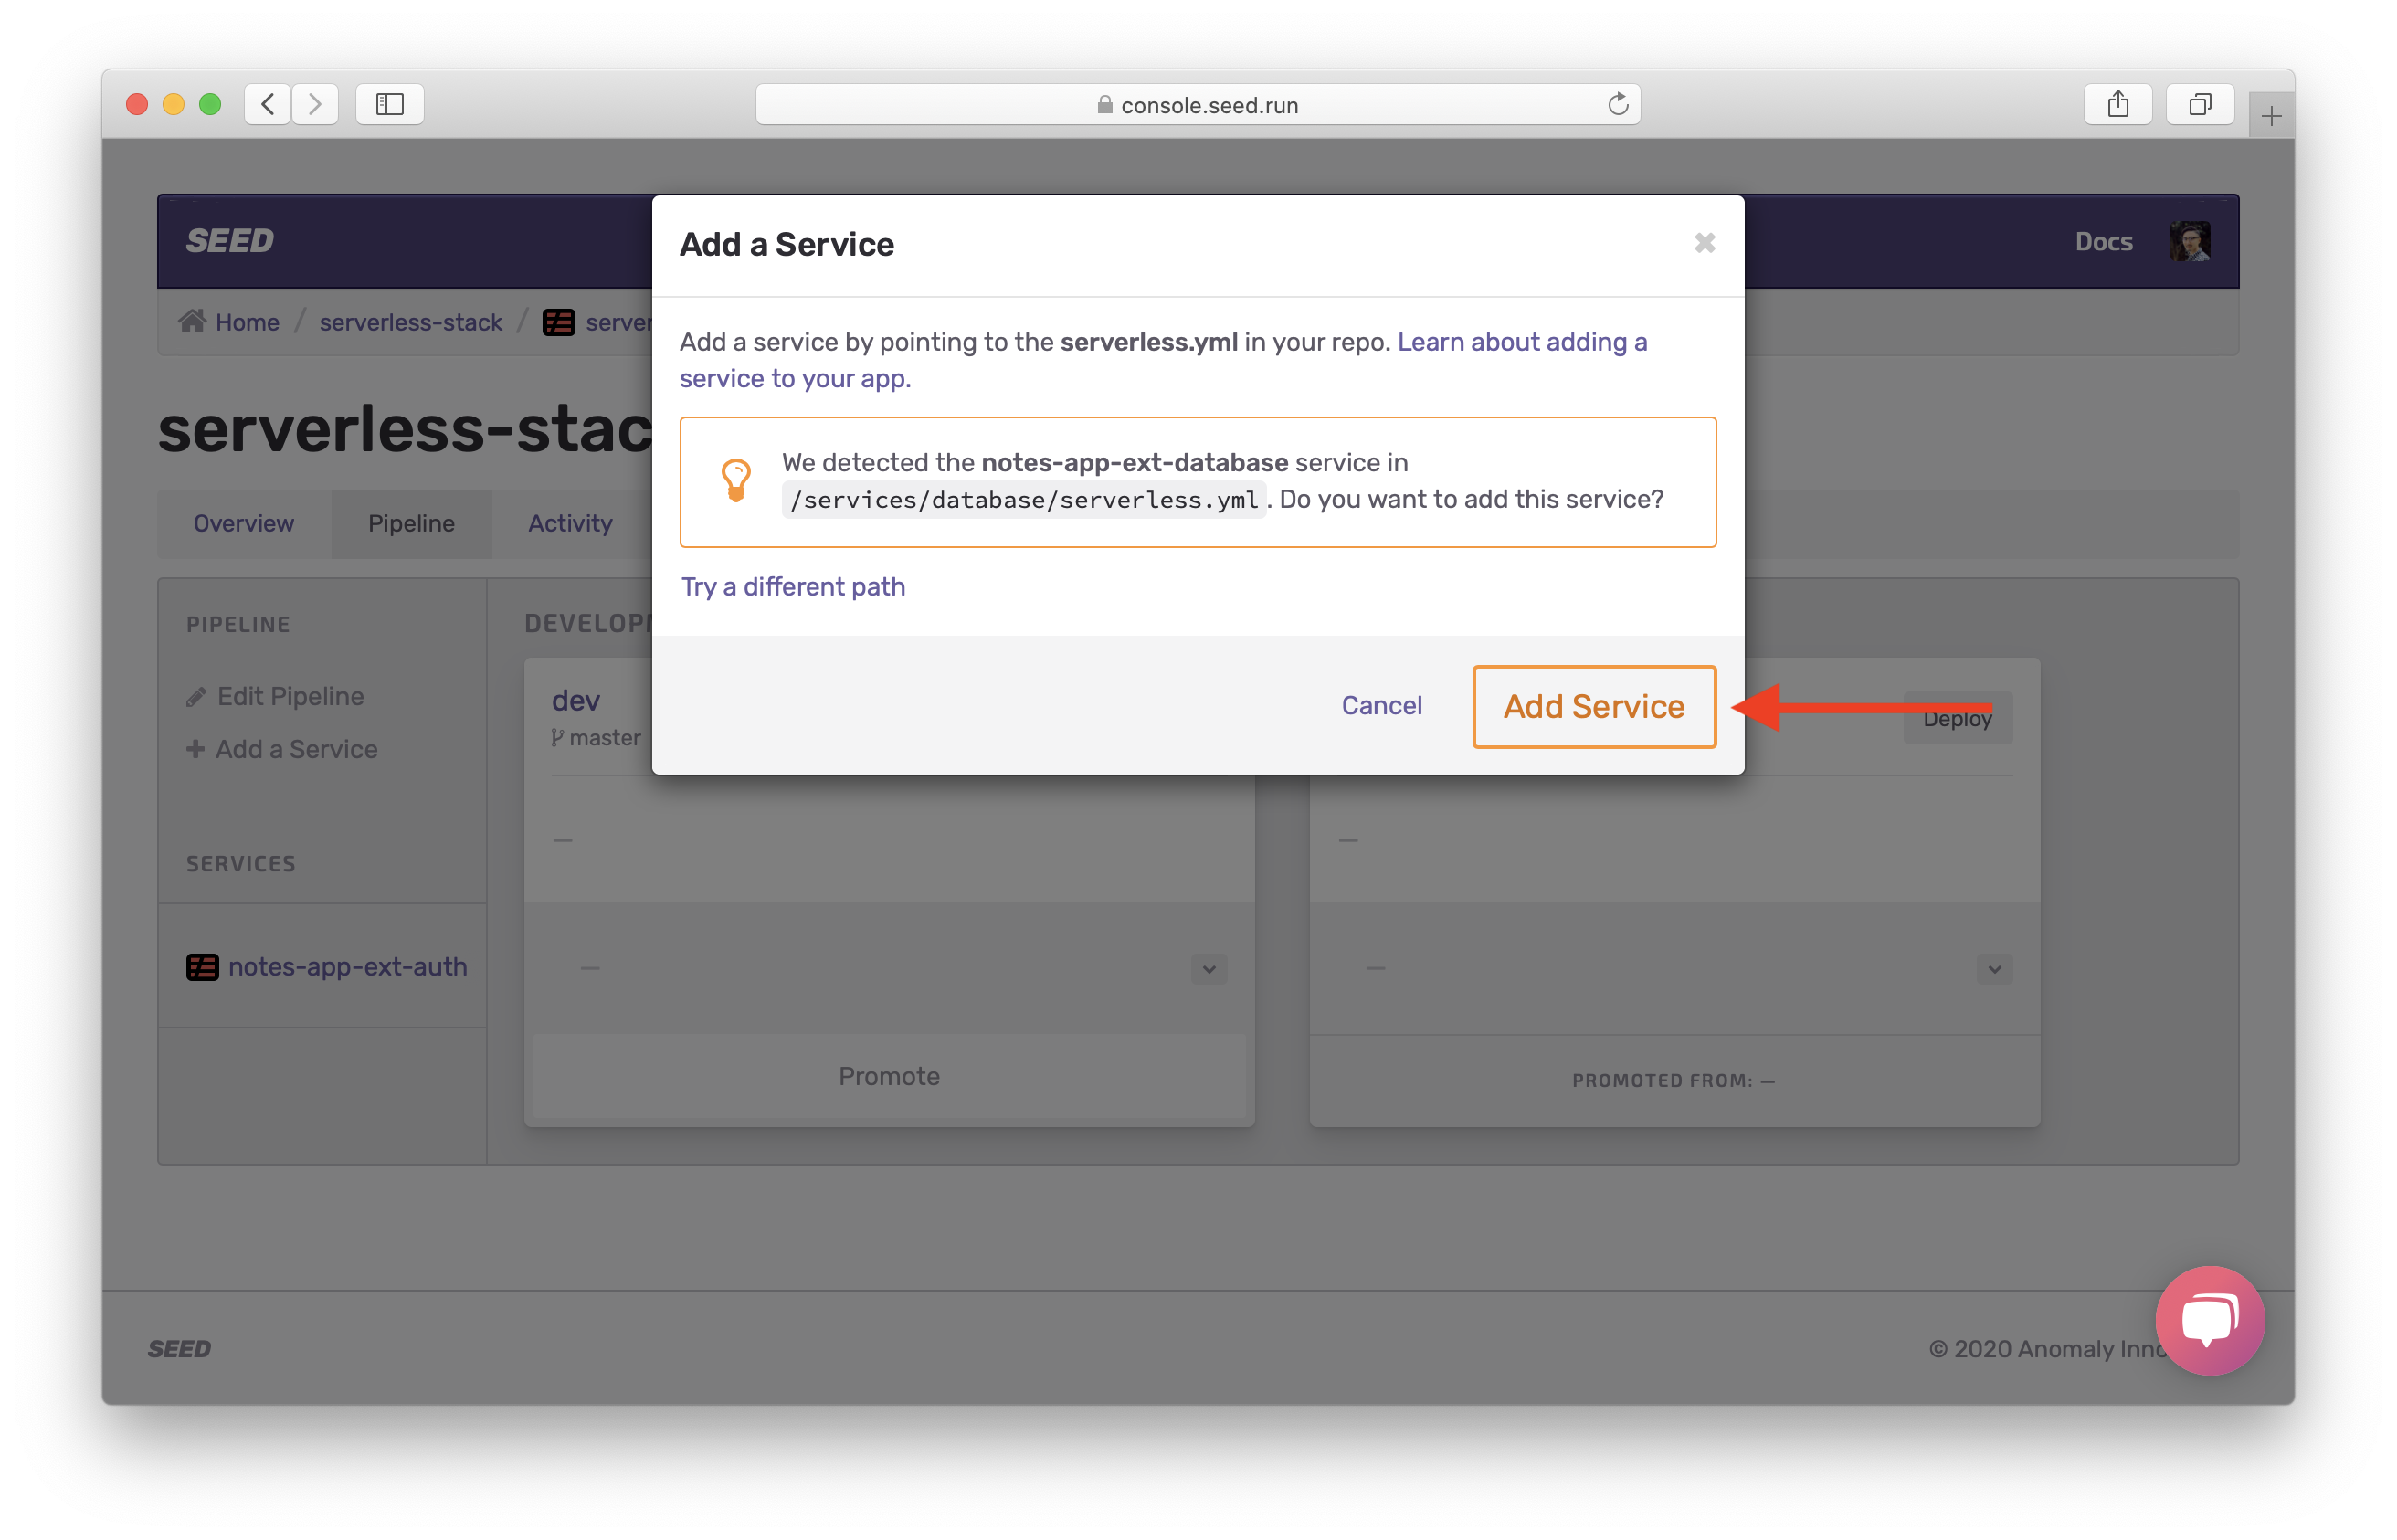 console.seed.run
SEED
Docs
Home / serverless-stack /
serverless-stac
Overview
Pipeline
Activity
Add a Service
Add a service by pointing to the serverless.yml in your repo. Learn about adding a
service to your app.
We detected the notes-app-ext-database service in
/services/database/serverless.yml. Do you want to add this service?
Try a different path
Cancel
Add Service
PIPELINE
Edit Pipeline
Add a Service
SERVICES
notes-app-ext-auth
dev
master
Deploy
—
—
—
—
Promote
PROMOTED FROM: —
SEED
© 2020 Anomaly